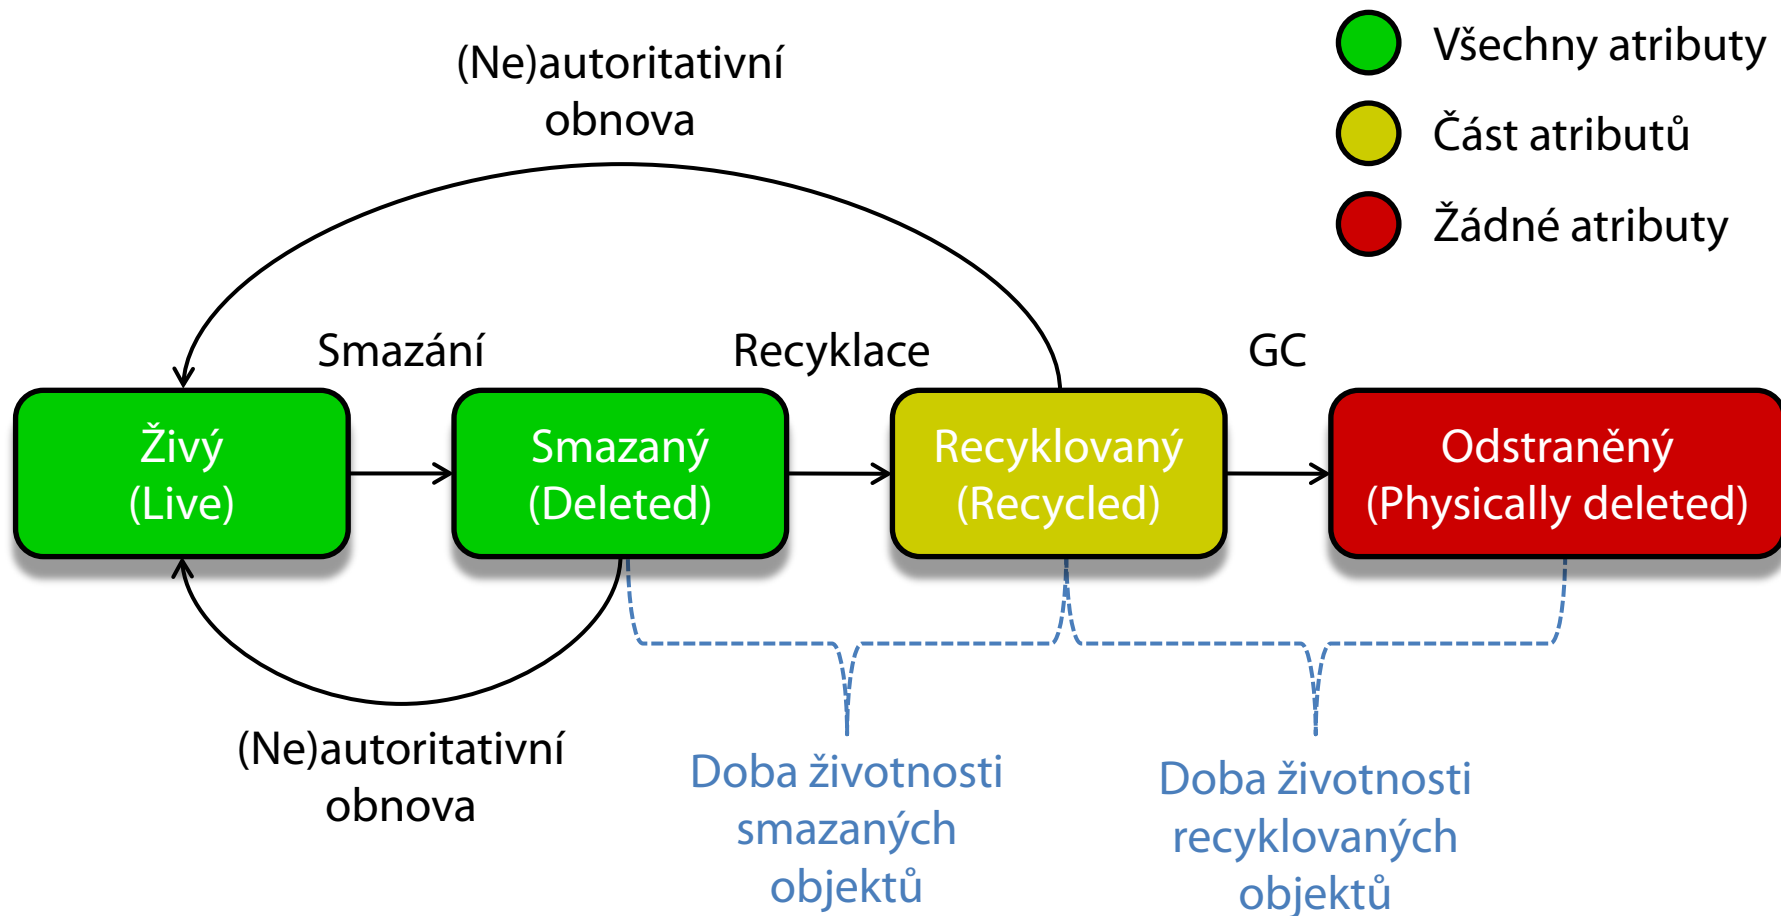 (Ne)autoritativní
obnova
Všechny atributy
Část atributů
Žádné atributy
Smazání
Recyklace
GC
Živý
(Live)
Smazaný
(Deleted)
Recyklovaný
(Recycled)
Odstraněný
(Physically deleted)
(Ne)autoritativní
obnova
Doba životnosti
smazaných
objektů
Doba životnosti
recyklovaných
objektů